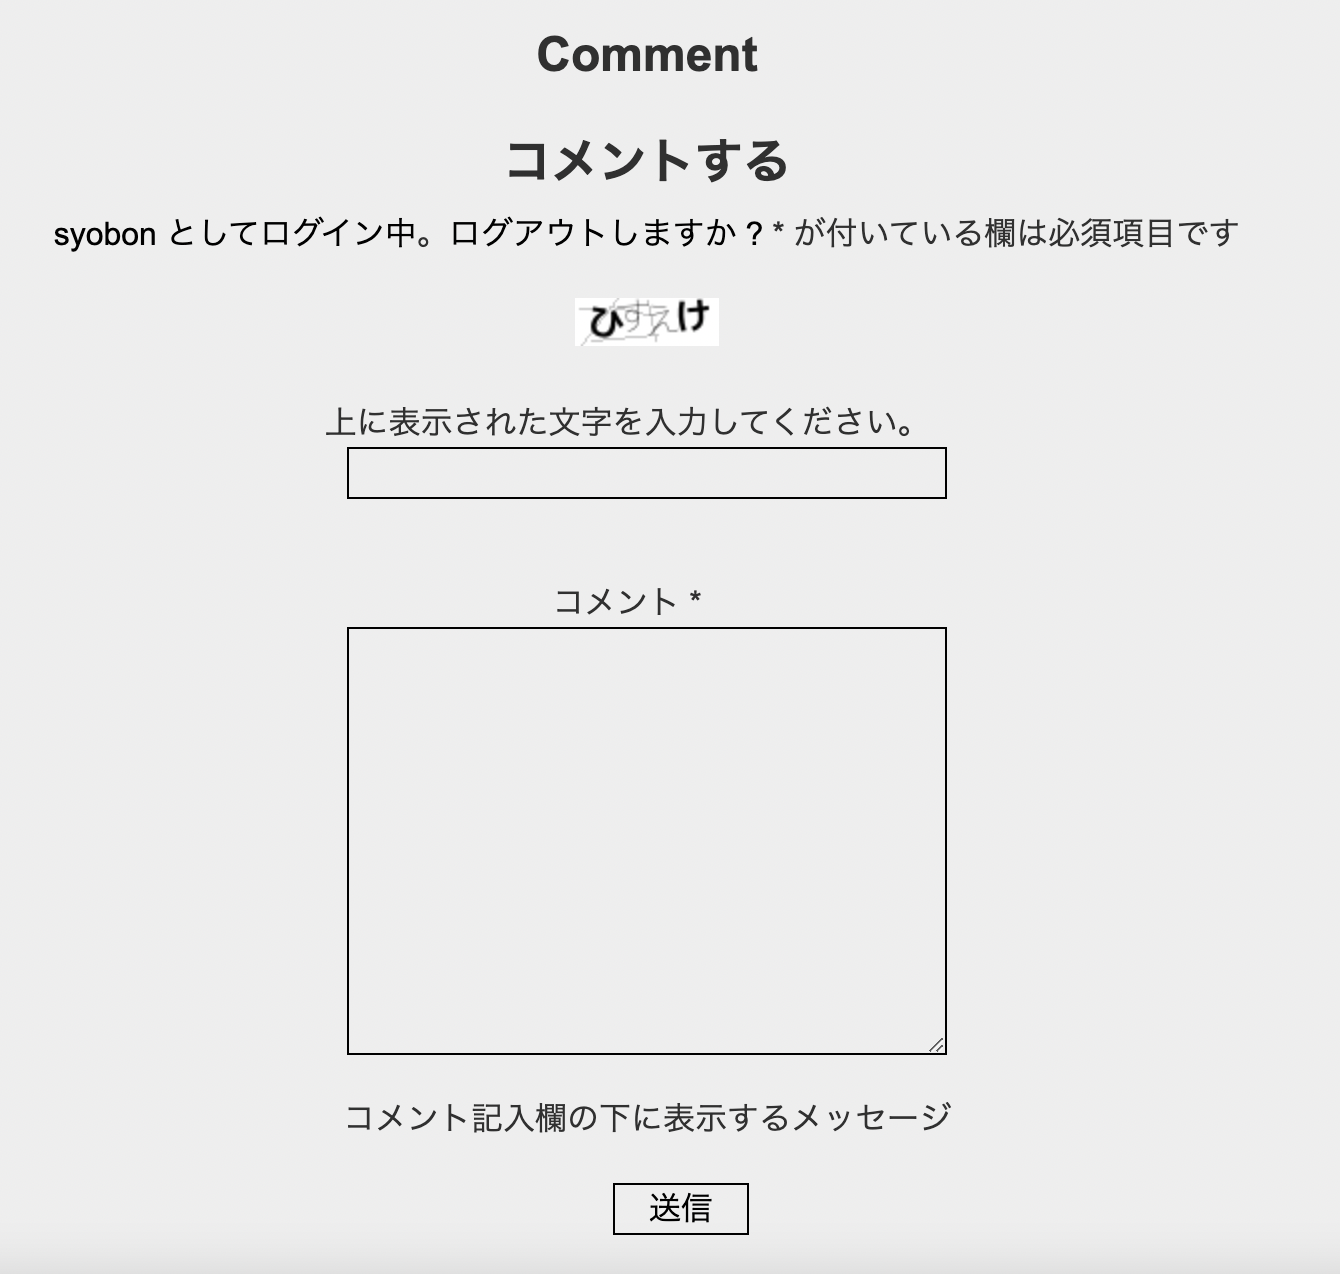 Comment
コメントする
syobon としてログイン中。ログアウトしますか ? * が付いている欄は必須項目です
ひずえけ
上に表示された文字を入力してください。
コメント *
コメント記入欄の下に表示するメッセージ
送信